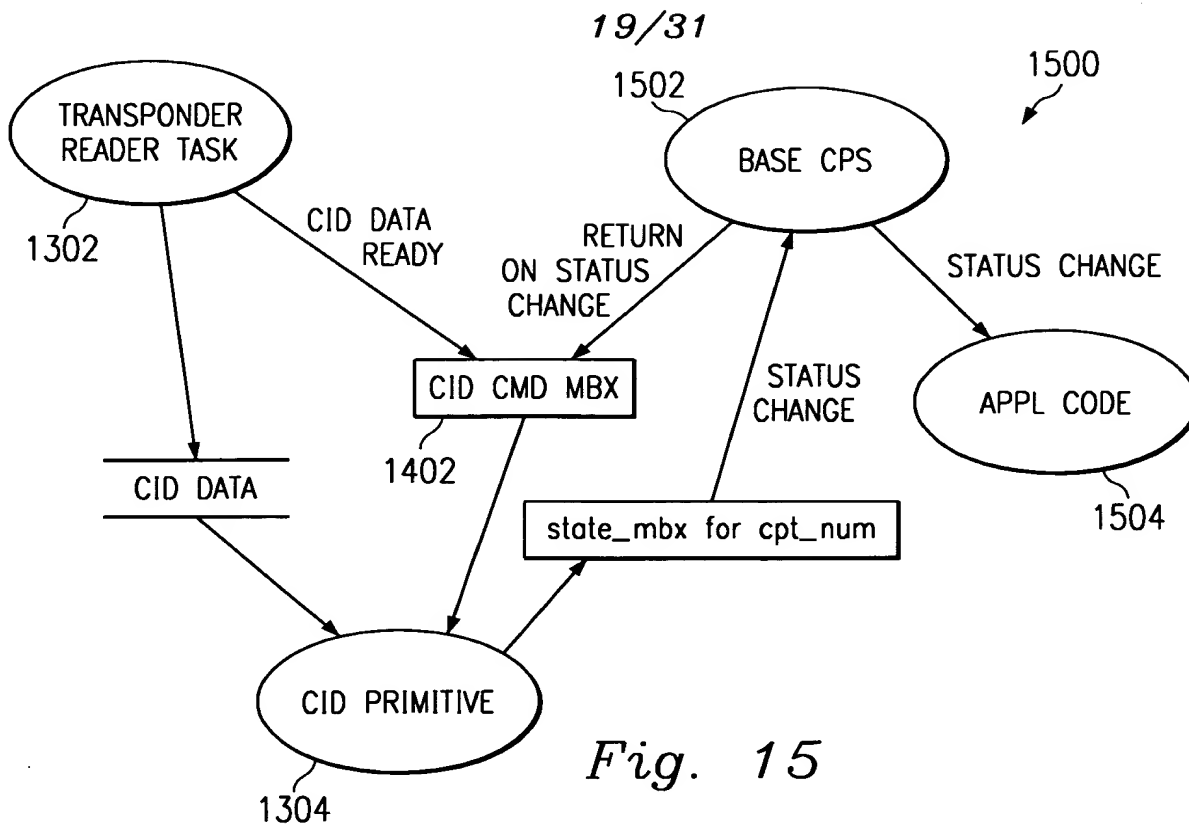 19/31
1500
1502
TRANSPONDER
READER TASK
BASE CPS
1302
CID DATA
READY
RETURN
ON STATUS
CHANGE
STATUS CHANGE
CID CMD MBX
STATUS
CHANGE
APPL CODE
1402
CID DATA
state_mbx for cpt_num
1504
CID PRIMITIVE
Fig. 15
1304